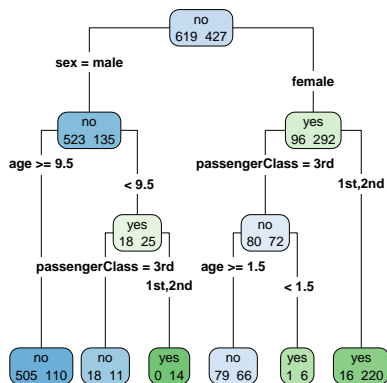 no
619 427
sex = male
female
no
523 135
yes
96 292
age >= 9.5
passengerClass = 3rd
< 9.5
1st,2nd
yes
18 25
no
80 72
passengerClass = 3rd
age >= 1.5
1st,2nd
< 1.5
no
505 110
no
18 11
yes
0 14
no
79 66
yes
1 6
yes
16 220